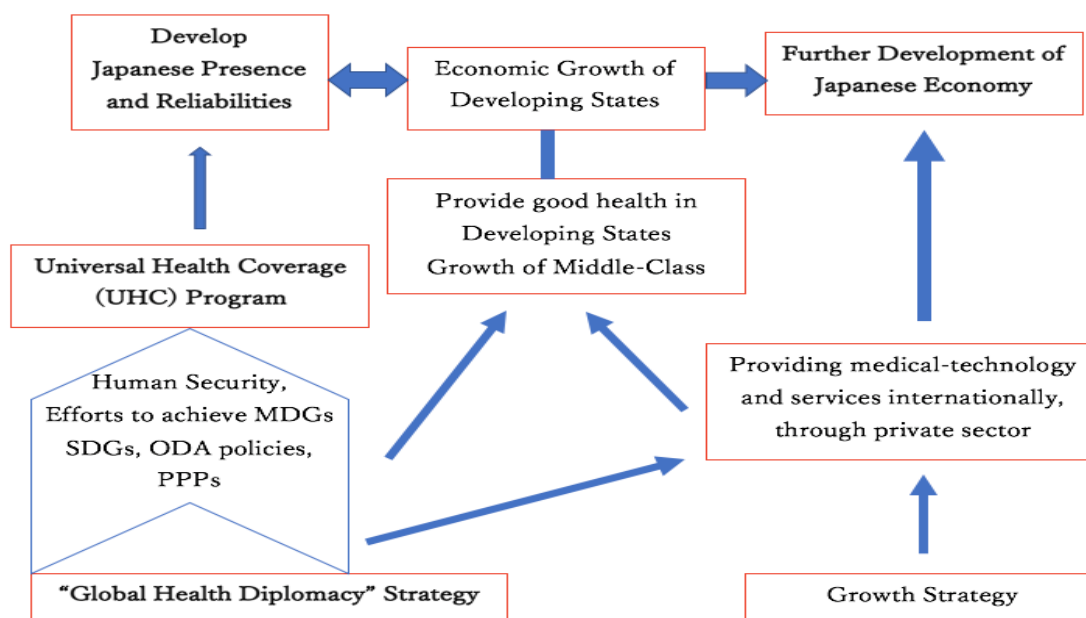 Develop
Japanese Presence
and Reliabilities
Economic Growth of
Developing States
Further Development of
Japanese Economy
Provide good health in
Developing States
Growth of Middle-Class
Universal Health Coverage
(UHC) Program
Human Security,
Efforts to achieve MDGs
SDGs, ODA policies,
PPPs
Providing medical-technology
and services internationally,
through private sector
“Global Health Diplomacy” Strategy
Growth Strategy